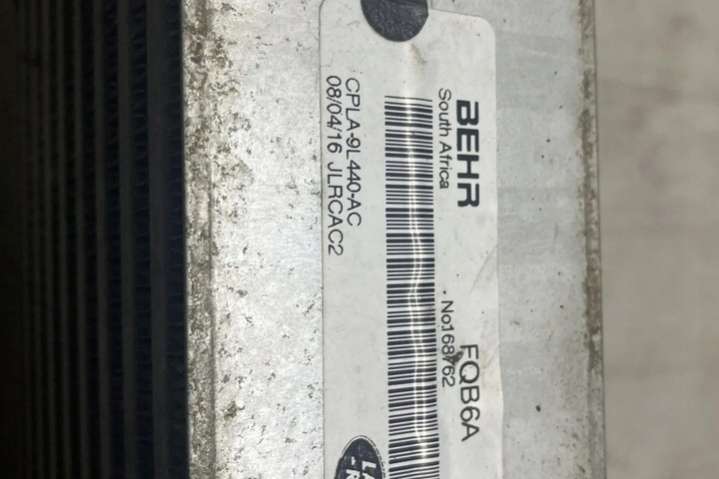 BEHR
South Africa
FQB6A
No168762
CPLA-9L440-AC
08/04/16 JLRCAC2